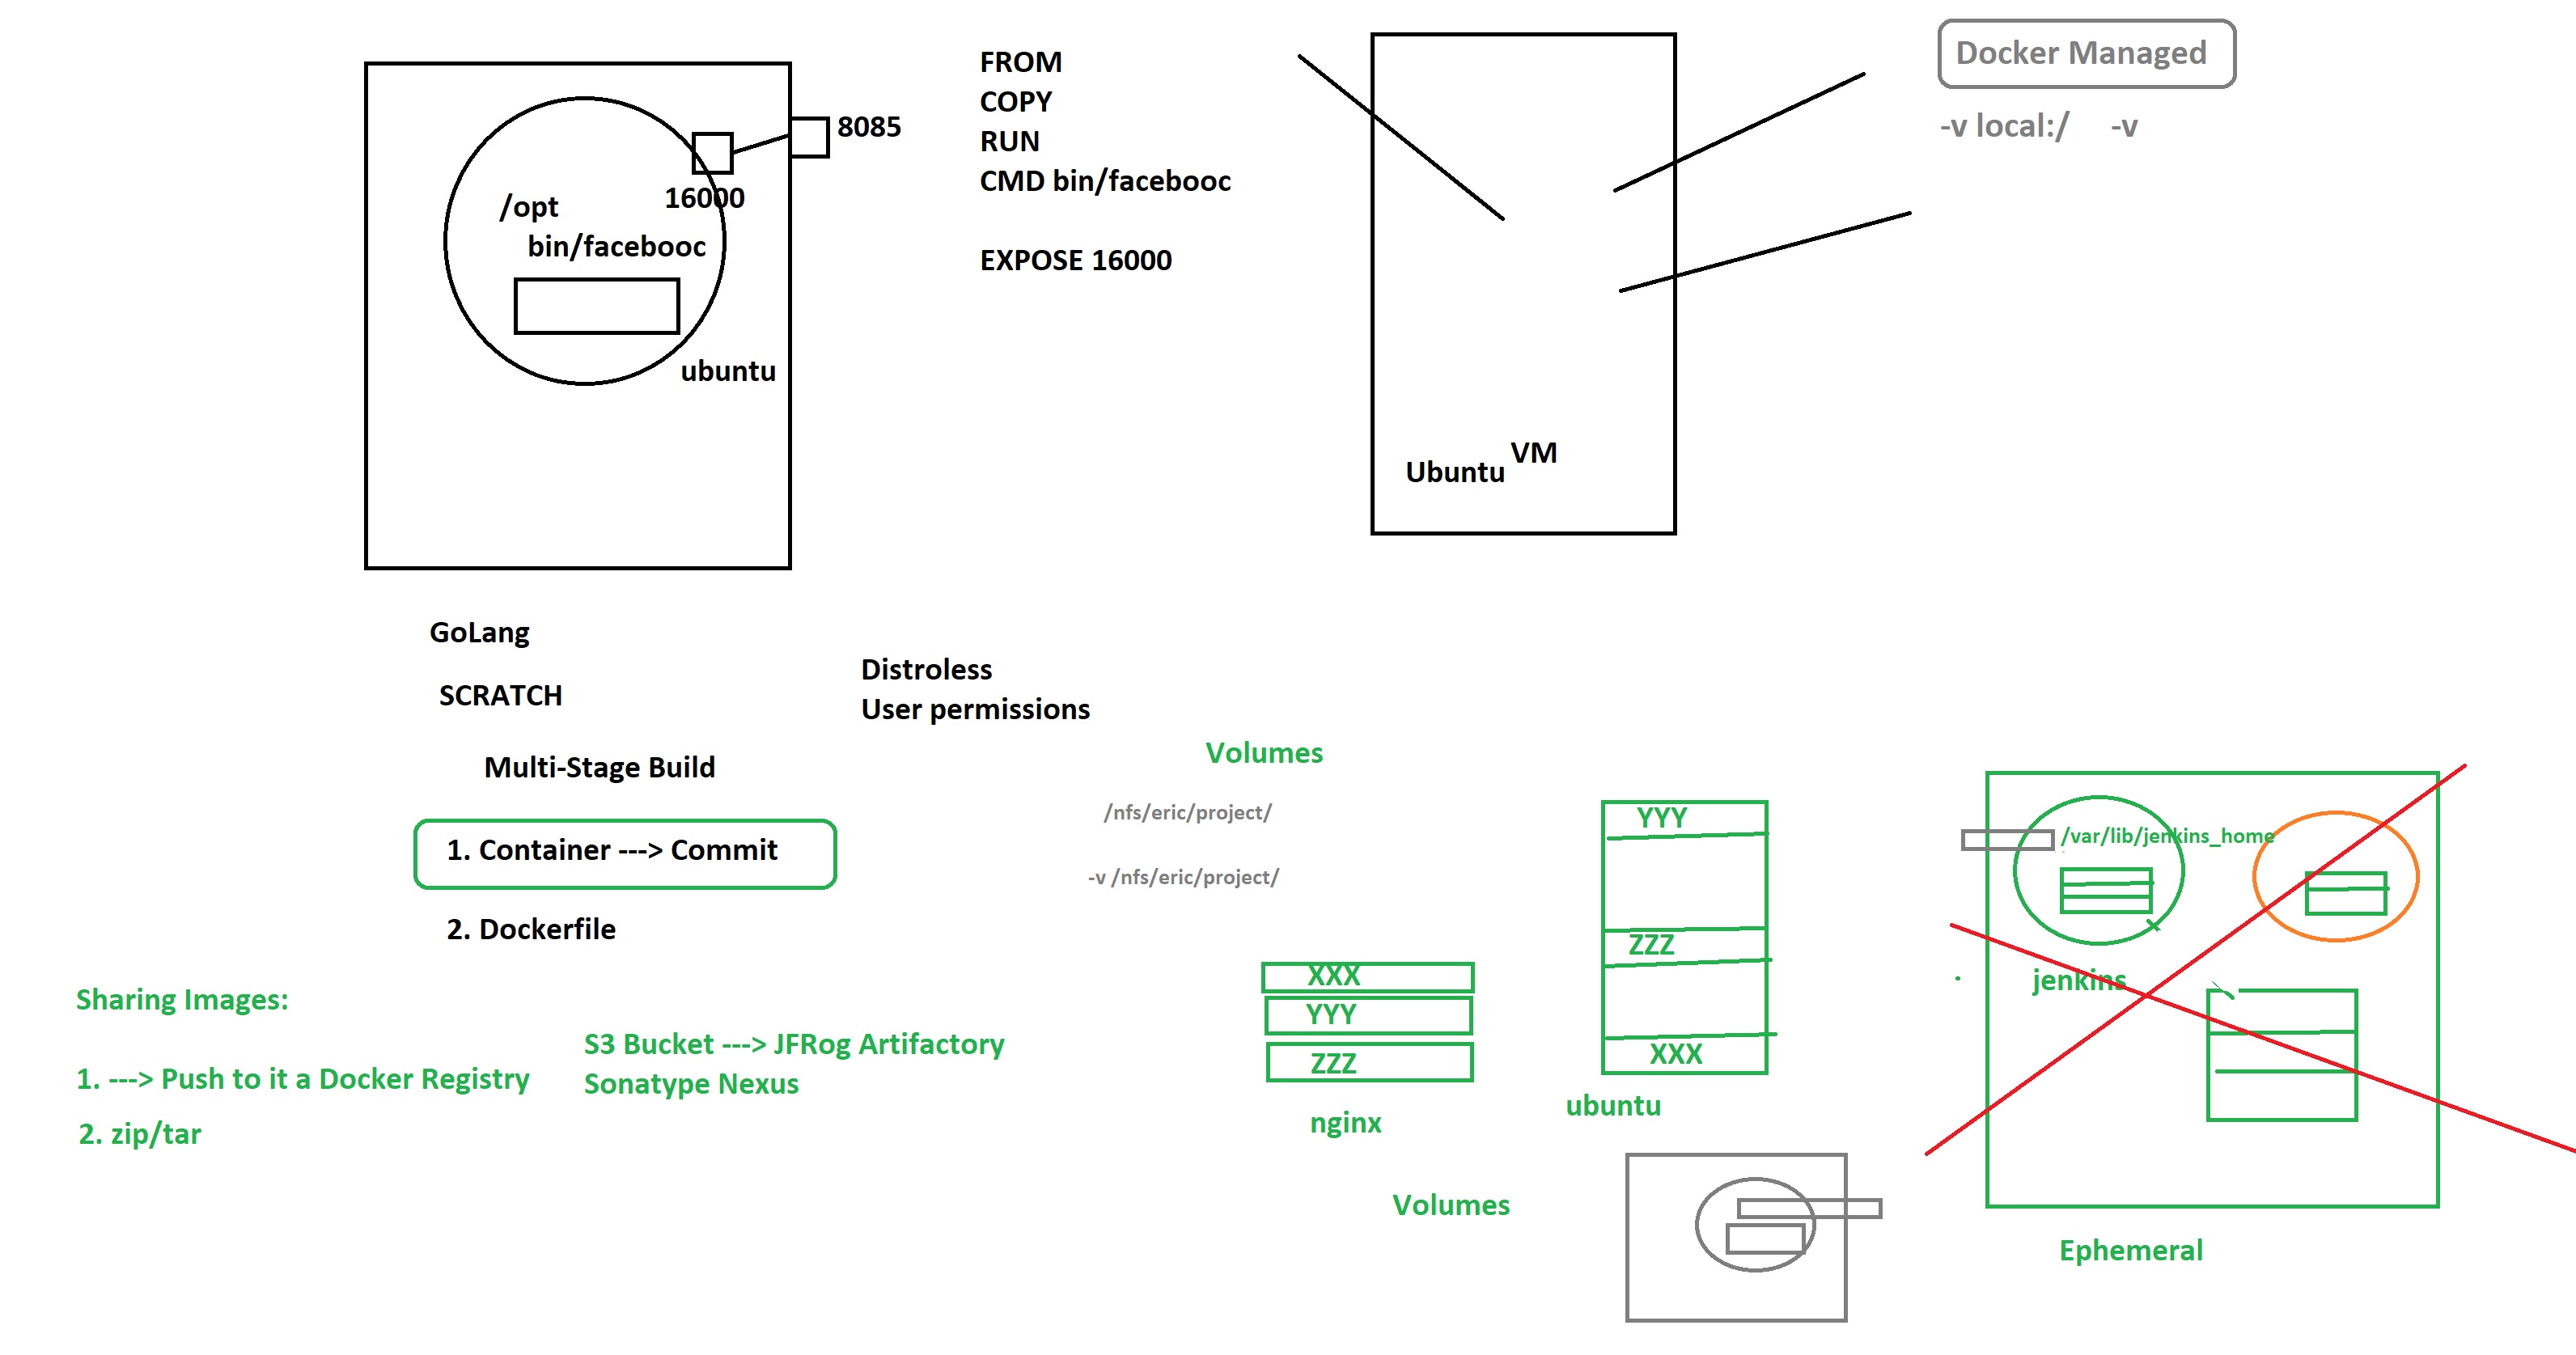 8085
16000
/opt
bin/facebooc
ubuntu
FROM
COPY
RUN
CMD bin/facebooc
EXPOSE 16000
VM
Ubuntu
Docker Managed
-v local:/ -v
GoLang
SCRATCH
Multi-Stage Build
1. Container ---> Commit
2. Dockerfile
Distroless
User permissions
Sharing Images:
1. ---> Push to it a Docker Registry
2. zip/tar
S3 Bucket ---> JFRog Artifactory
Sonatype Nexus
Volumes
/nfs/eric/project/
-v /nfs/eric/project/
XXX
YYY
ZZZ
nginx
YYY
ZZZ
XXX
ubuntu
Volumes
/var/lib/jenkins_home
jenkins
Ephemeral